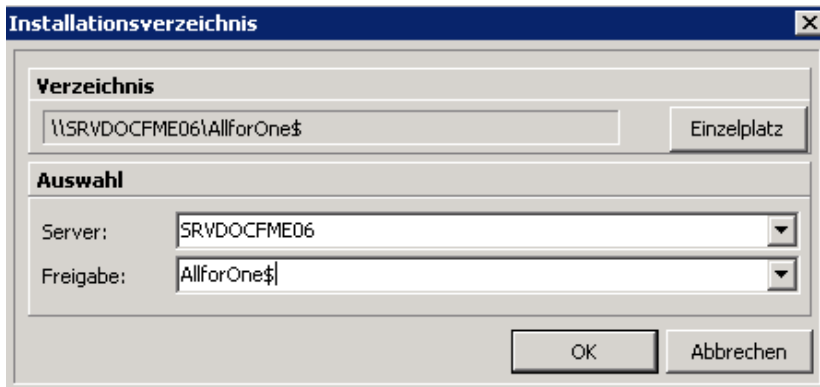 Installationsverzeichnis
Verzeichnis
\\SRVDOCFME06\AllforOne$
Einzelplatz
Auswahl
Server:
SRVDOCFME06
Freigabe:
AllforOne$
OK
Abbrechen